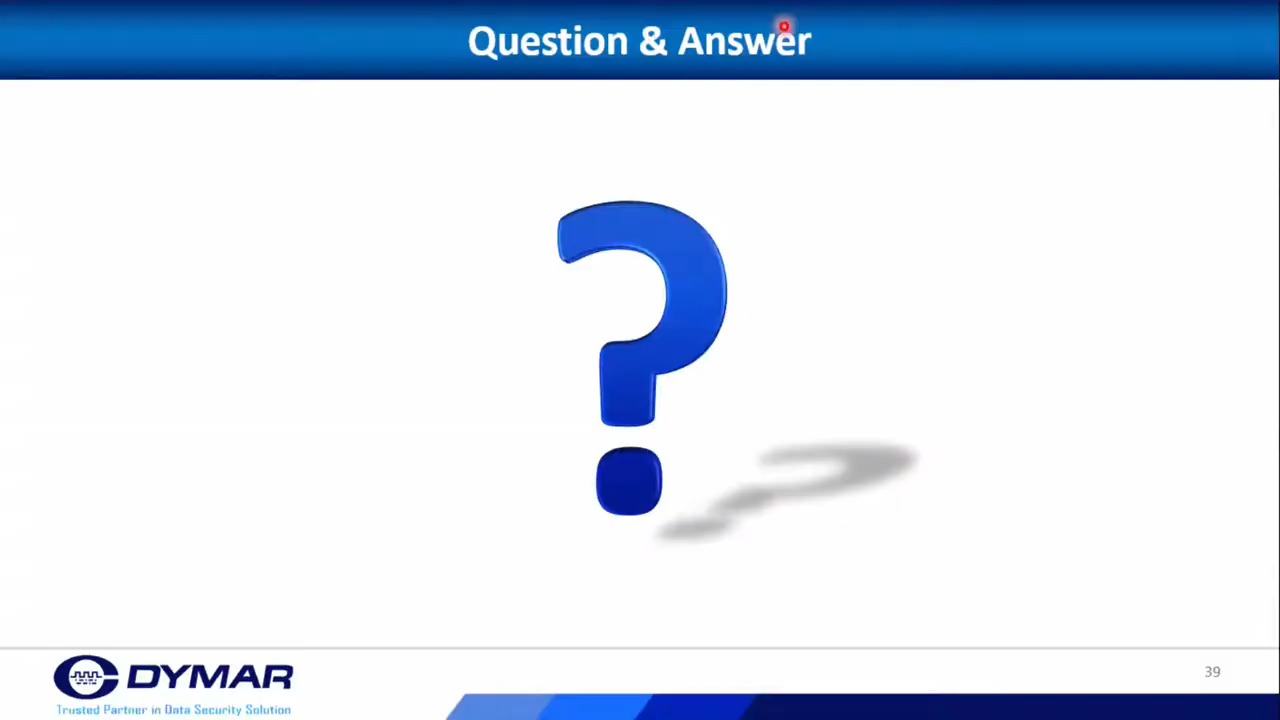 Question & Answer
?
DYMAR
Trusted Partner in Data Security Solution
39